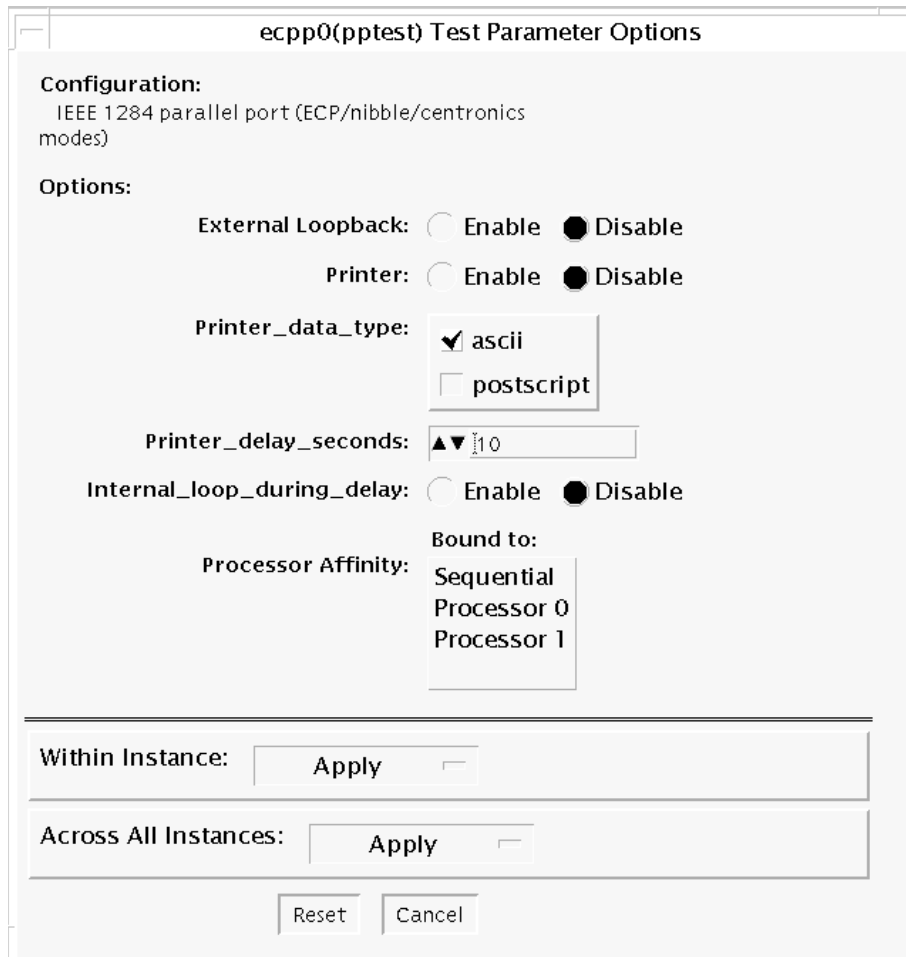 ecpp0(pptest) Test Parameter Options
Configuration:
IEEE 1284 parallel port (ECP/nibble/centronics
modes)
Options:
External Loopback: Enable Disable
Printer: Enable Disable
Printer_data_type: ascii
postscript
Printer_delay_seconds: 10
Internal_loop_during_delay: Enable Disable
Bound to:
Processor Affinity: Sequential
Processor 0
Processor 1
Within Instance: Apply
Across All Instances: Apply
Reset Cancel